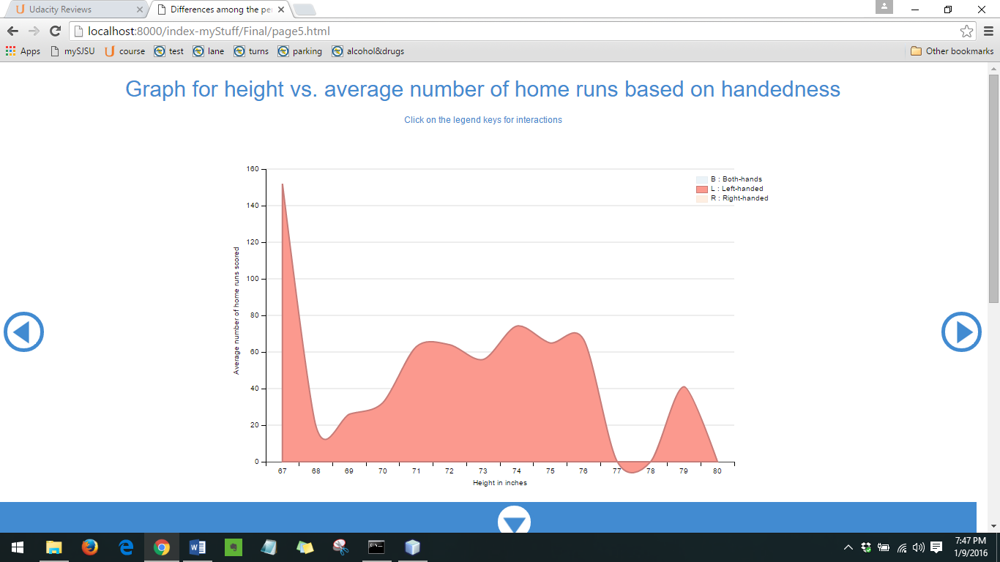 Udacity Reviews
Differences among the pe
localhost:8000/index-myStuff/Final/page5.html
Apps mySJSU course test lane turns parking alcohol&drugs Other bookmarks
Graph for height vs. average number of home runs based on handedness
Click on the legend keys for interactions
160
140
120
100
80
60
40
20
0
Average number of home runs scored
B : Both-hands
L : Left-handed
R : Right-handed
67 68 69 70 71 72 73 74 75 76 77 78 79 80
Height in inches
7:47 PM
1/9/2016